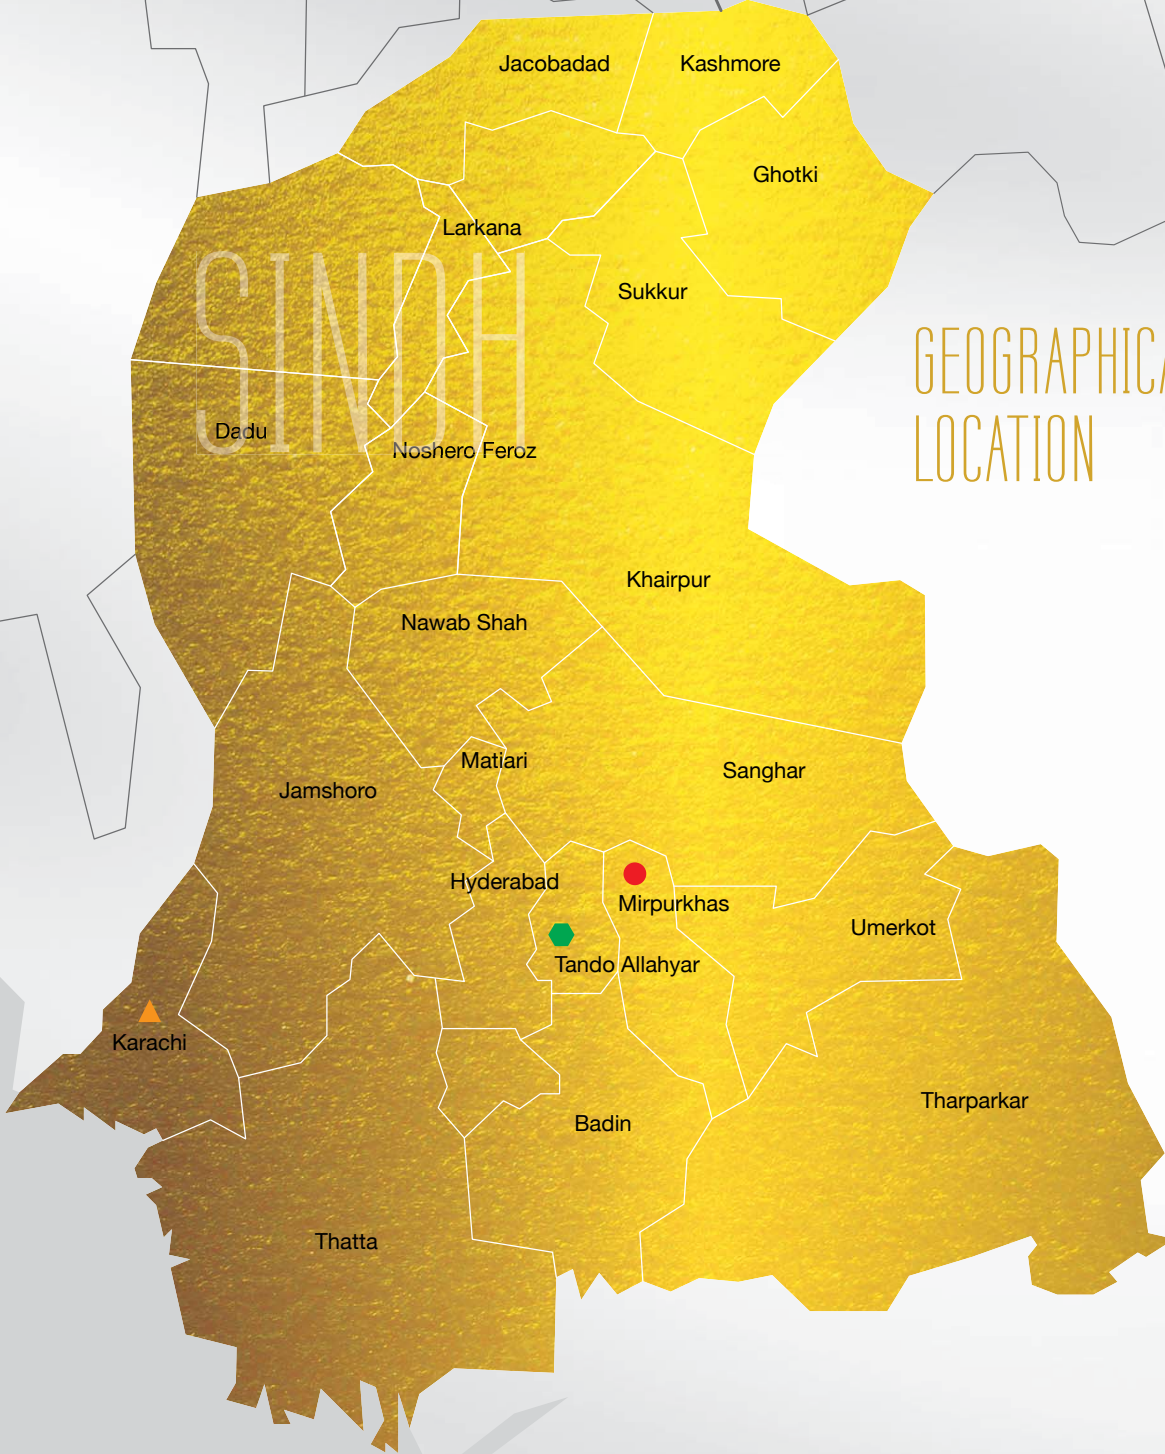 Jacobadad
Kashmore
Ghotki
Larkana
Sukkur
SINDH
GEOGRAPHICA
LOCATION
Dadu
Noshero Feroz
Khairpur
Nawab Shah
Matiari
Sanghar
Jamshoro
Hyderabad
Mirpurkhas
Umerkot
Tando Allahyar
Karachi
Tharparkar
Badin
Thatta